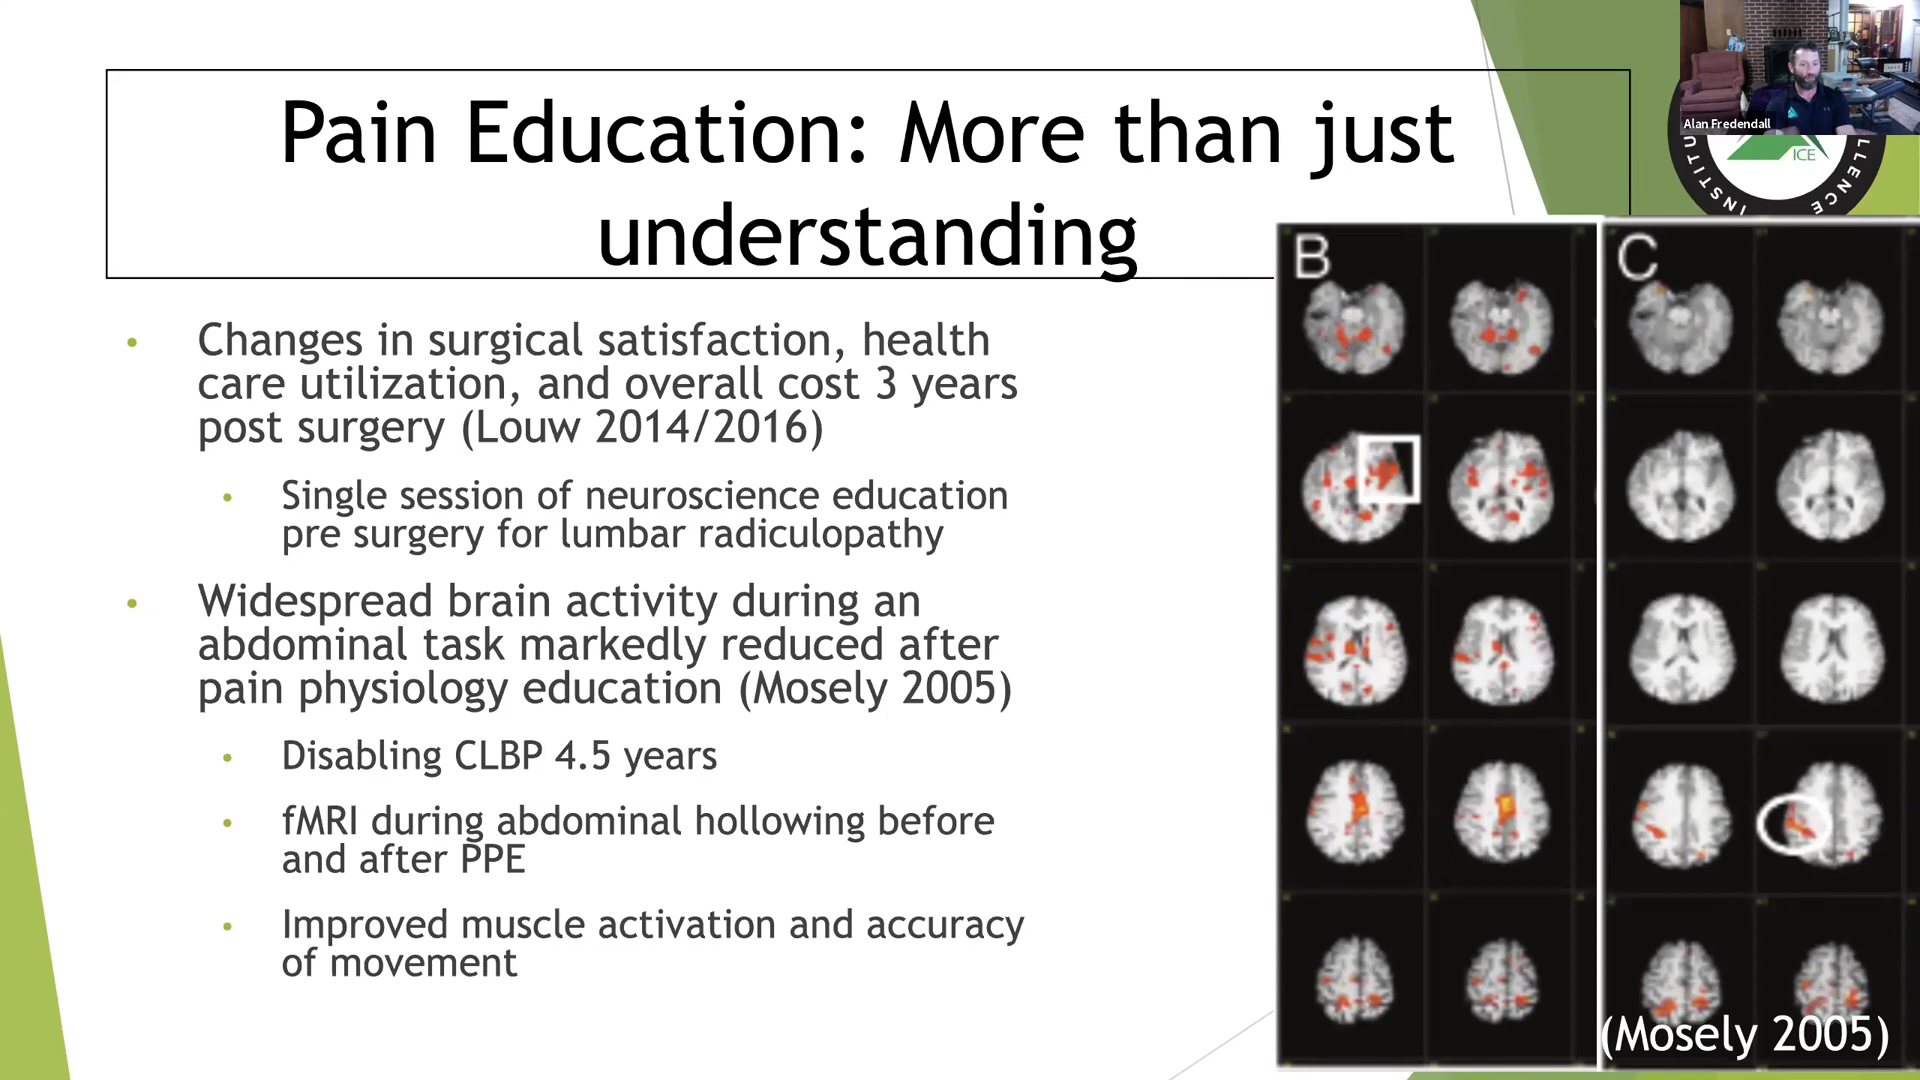 Pain Education: More than just
understanding
Alan Fredendall
ICE
INSTITU
LLENCE
B
C
• Changes in surgical satisfaction, health
care utilization, and overall cost 3 years
post surgery (Louw 2014/2016)
• Single session of neuroscience education
pre surgery for lumbar radiculopathy
• Widespread brain activity during an
abdominal task markedly reduced after
pain physiology education (Mosely 2005)
• Disabling CLBP 4.5 years
• fMRI during abdominal hollowing before
and after PPE
• Improved muscle activation and accuracy
of movement
(Mosely 2005)